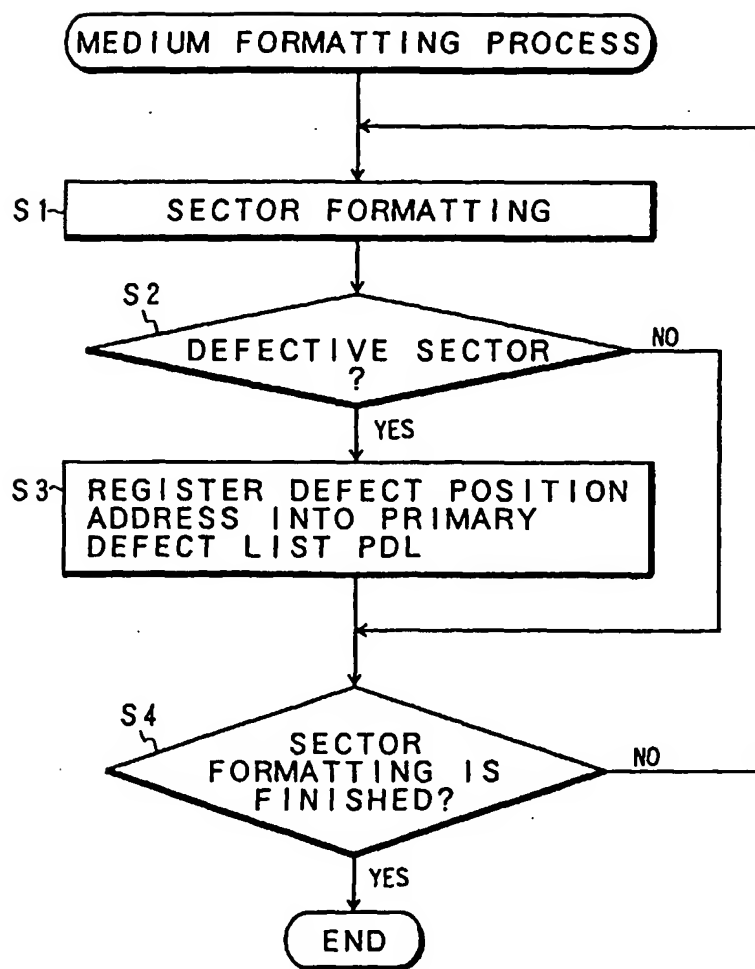 MEDIUM FORMATTING PROCESS
S1
SECTOR FORMATTING
S2
DEFECTIVE SECTOR
?
NO
YES
S3
REGISTER DEFECT POSITION
ADDRESS INTO PRIMARY
DEFECT LIST PDL
S4
SECTOR
FORMATTING IS
FINISHED?
NO
YES
END